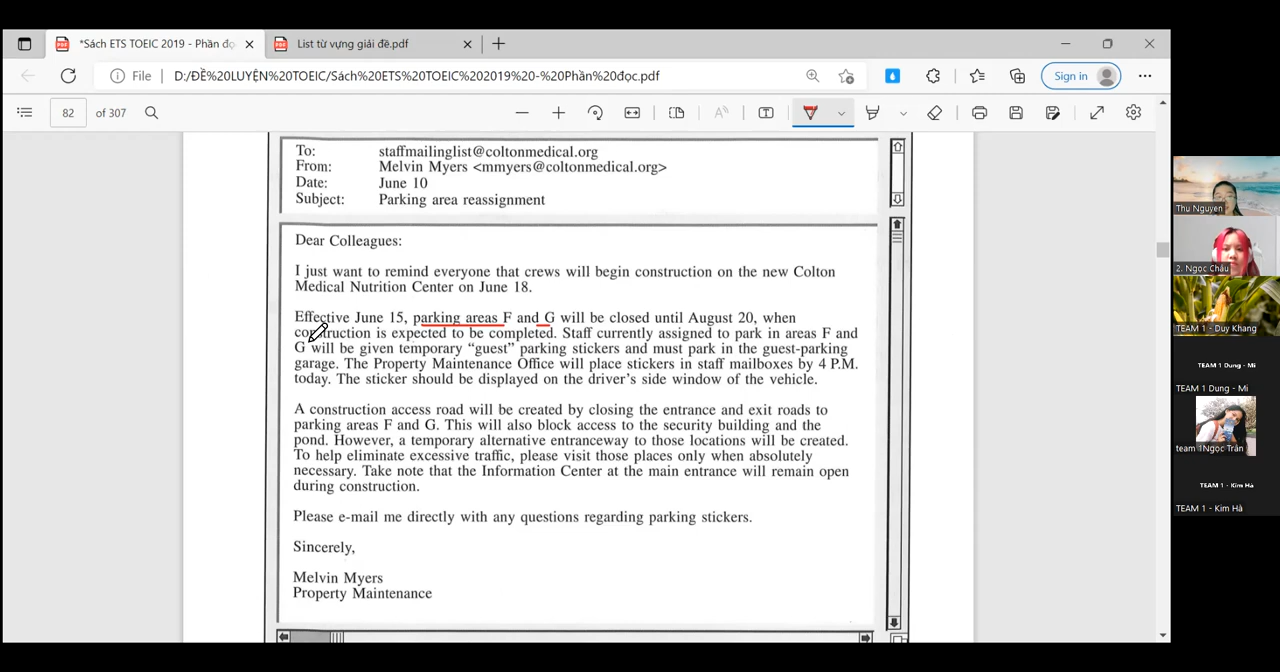 *Sách ETS TOEIC 2019 - Phần đọ
List từ vựng giải đề.pdf
File
D:/ĐỀ%20LUYỆN%20TOEIC/Sách%20ETS%20TOEIC%202019%20-%20Phần%20đọc.pdf
Sign in
82 of 307
To: staffmailinglist@coltonmedical.org
From: Melvin Myers <mmyers@coltonmedical.org>
Date: June 10
Subject: Parking area reassignment
Dear Colleagues:
I just want to remind everyone that crews will begin construction on the new Colton
Medical Nutrition Center on June 18.
Effective June 15, parking areas F and G will be closed until August 20, when
construction is expected to be completed. Staff currently assigned to park in areas F and
G will be given temporary “guest” parking stickers and must park in the guest-parking
garage. The Property Maintenance Office will place stickers in staff mailboxes by 4 P.M.
today. The sticker should be displayed on the driver's side window of the vehicle.
A construction access road will be created by closing the entrance and exit roads to
parking areas F and G. This will also block access to the security building and the
pond. However, a temporary alternative entranceway to those locations will be created.
To help eliminate excessive traffic, please visit those places only when absolutely
necessary. Take note that the Information Center at the main entrance will remain open
during construction.
Please e-mail me directly with any questions regarding parking stickers.
Sincerely,
Melvin Myers
Property Maintenance
Thu Nguyen
2. Ngọc Châu
TEAM 1 - Duy Khang
TEAM 1 Dung - Mi
TEAM 1 Dung - Mi
team 1Ngọc Trân
TEAM 1 - Kim Hà
TEAM 1 - Kim Hà